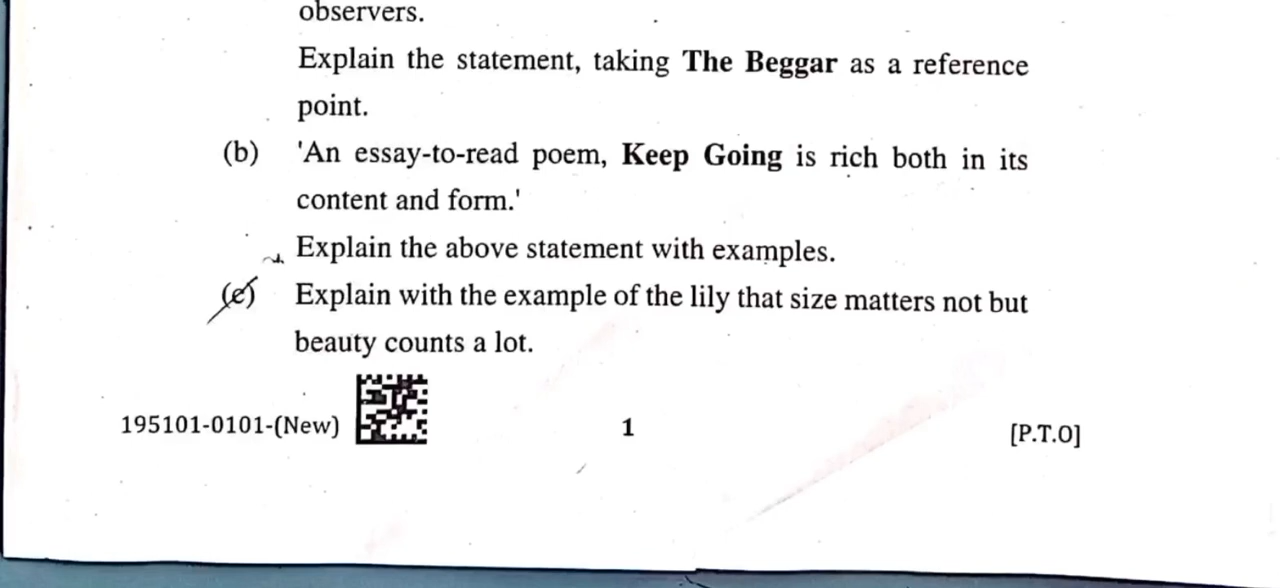 observers.
Explain the statement, taking The Beggar as a reference
point.
(b) 'An essay-to-read poem, Keep Going is rich both in its
content and form.'
Explain the above statement with examples.
(c) Explain with the example of the lily that size matters not but
beauty counts a lot.
195101-0101-(New) 1 [P.T.O]